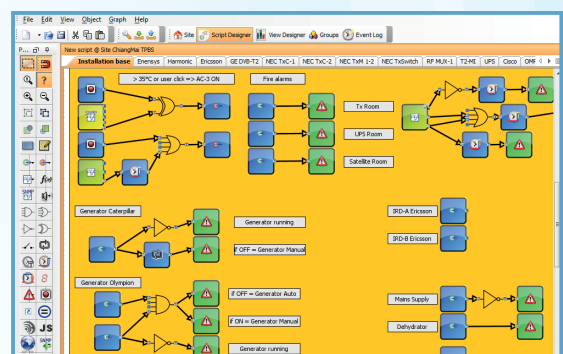 File Edit View Object Graph Help
Site Script Designer View Designer Groups Event Log
P...
New script @ Site ChiangMai TPBS
Installation base Enensys Harmonic Ericsson GE DVB-T2 NEC TxC-1 NEC TxC-2 NEC TxM 1-2 NEC TxSwitch RF MUX-1 T2-MI UPS Cisco OMF
> 35°C or user click => AC-3 ON
Fire alarms
Tx Room
UPS Room
Satellite Room
f(x)
Generator Caterpillar
Generator running
if OFF = Generator Manual
IRD-A Ericsson
IRD-B Ericsson
Generator Olympion
if OFF = Generator Auto
if ON = Generator Manual
Generator running
Mains Supply
Dehydrator
JS